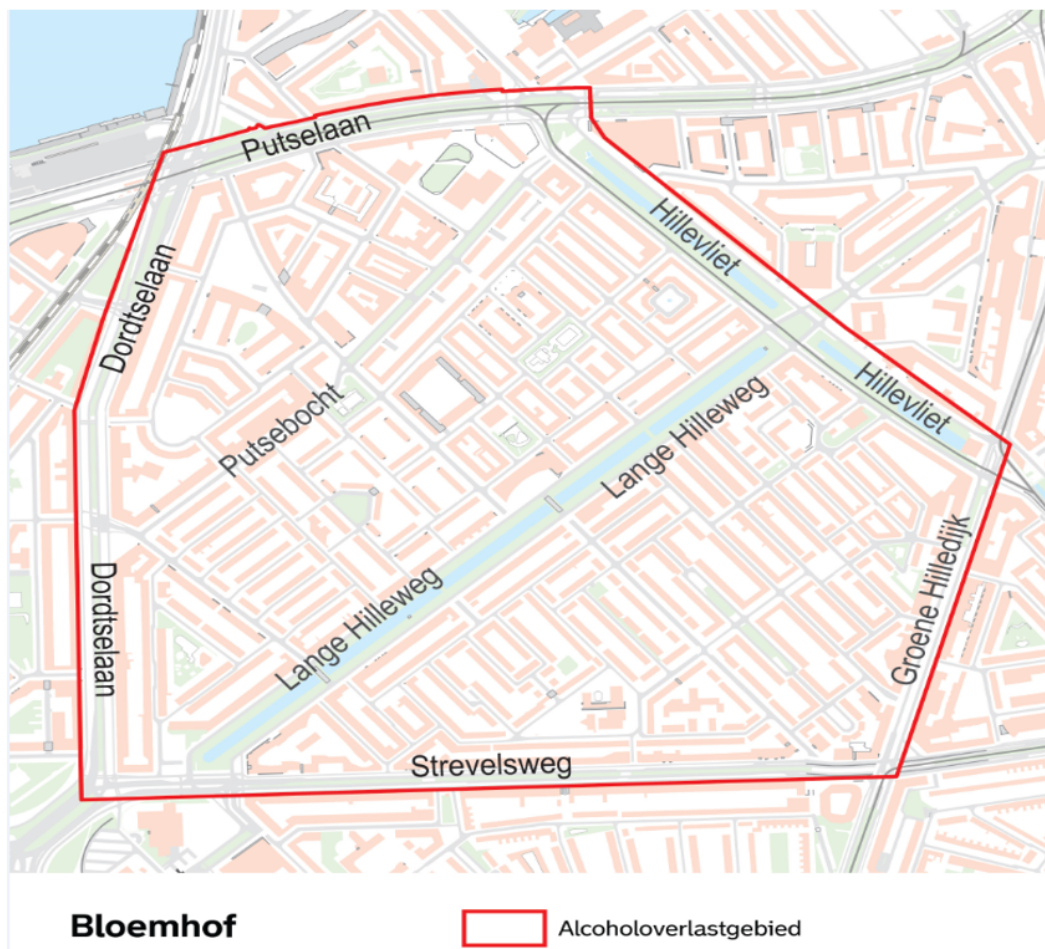 Putselaan
Hillevliet
Dordtselaan
Hillevliet
Putsebocht
Lange Hilleweg
Groene Hilledijk
Dordtselaan
Lange Hilleweg
Strevelsweg
Bloemhof
Alcoholoverlastgebied